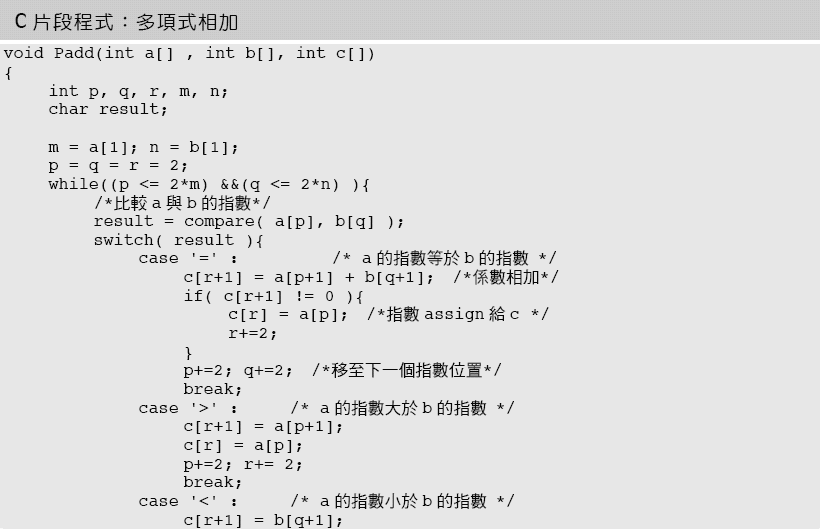 C 片段程式：多項式相加
void Padd(int a[] , int b[], int c[])
{
int p, q, r, m, n;
char result;
m = a[1]; n = b[1];
p = q = r = 2;
while((p <= 2*m) &&(q <= 2*n) ){
/*比較 a 與 b 的指數*/
result = compare( a[p], b[q] );
switch( result ){
case '=' : /* a 的指數等於 b 的指數 */
c[r+1] = a[p+1] + b[q+1]; /*係數相加*/
if( c[r+1] != 0 ){
c[r] = a[p]; /*指數 assign 給 c */
r+=2;
}
p+=2; q+=2; /*移至下一個指數位置*/
break;
case '>' : /* a 的指數大於 b 的指數 */
c[r+1] = a[p+1];
c[r] = a[p];
p+=2; r+= 2;
break;
case '<' : /* a 的指數小於 b 的指數 */
c[r+1] = b[q+1];